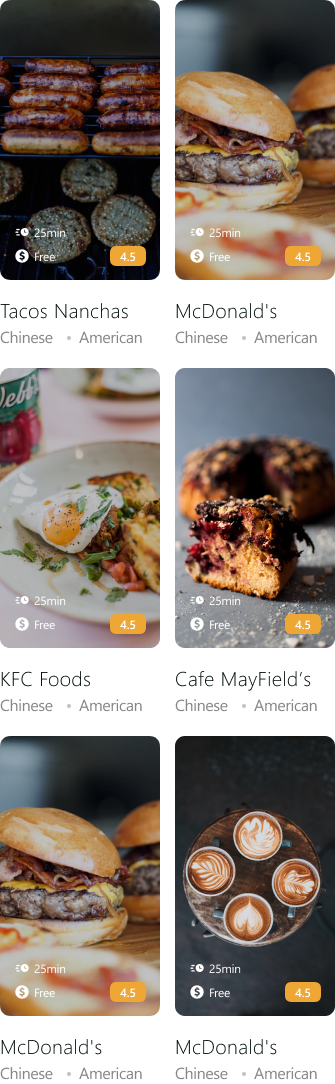 25min
Free
4.5
25min
Free
4.5
Tacos Nanchas
Chinese • American
McDonald's
Chinese • American
25min
Free
4.5
25min
Free
4.5
KFC Foods
Chinese • American
Cafe MayField’s
Chinese • American
25min
Free
4.5
25min
Free
4.5
McDonald's
Chinese • American
McDonald's
Chinese • American